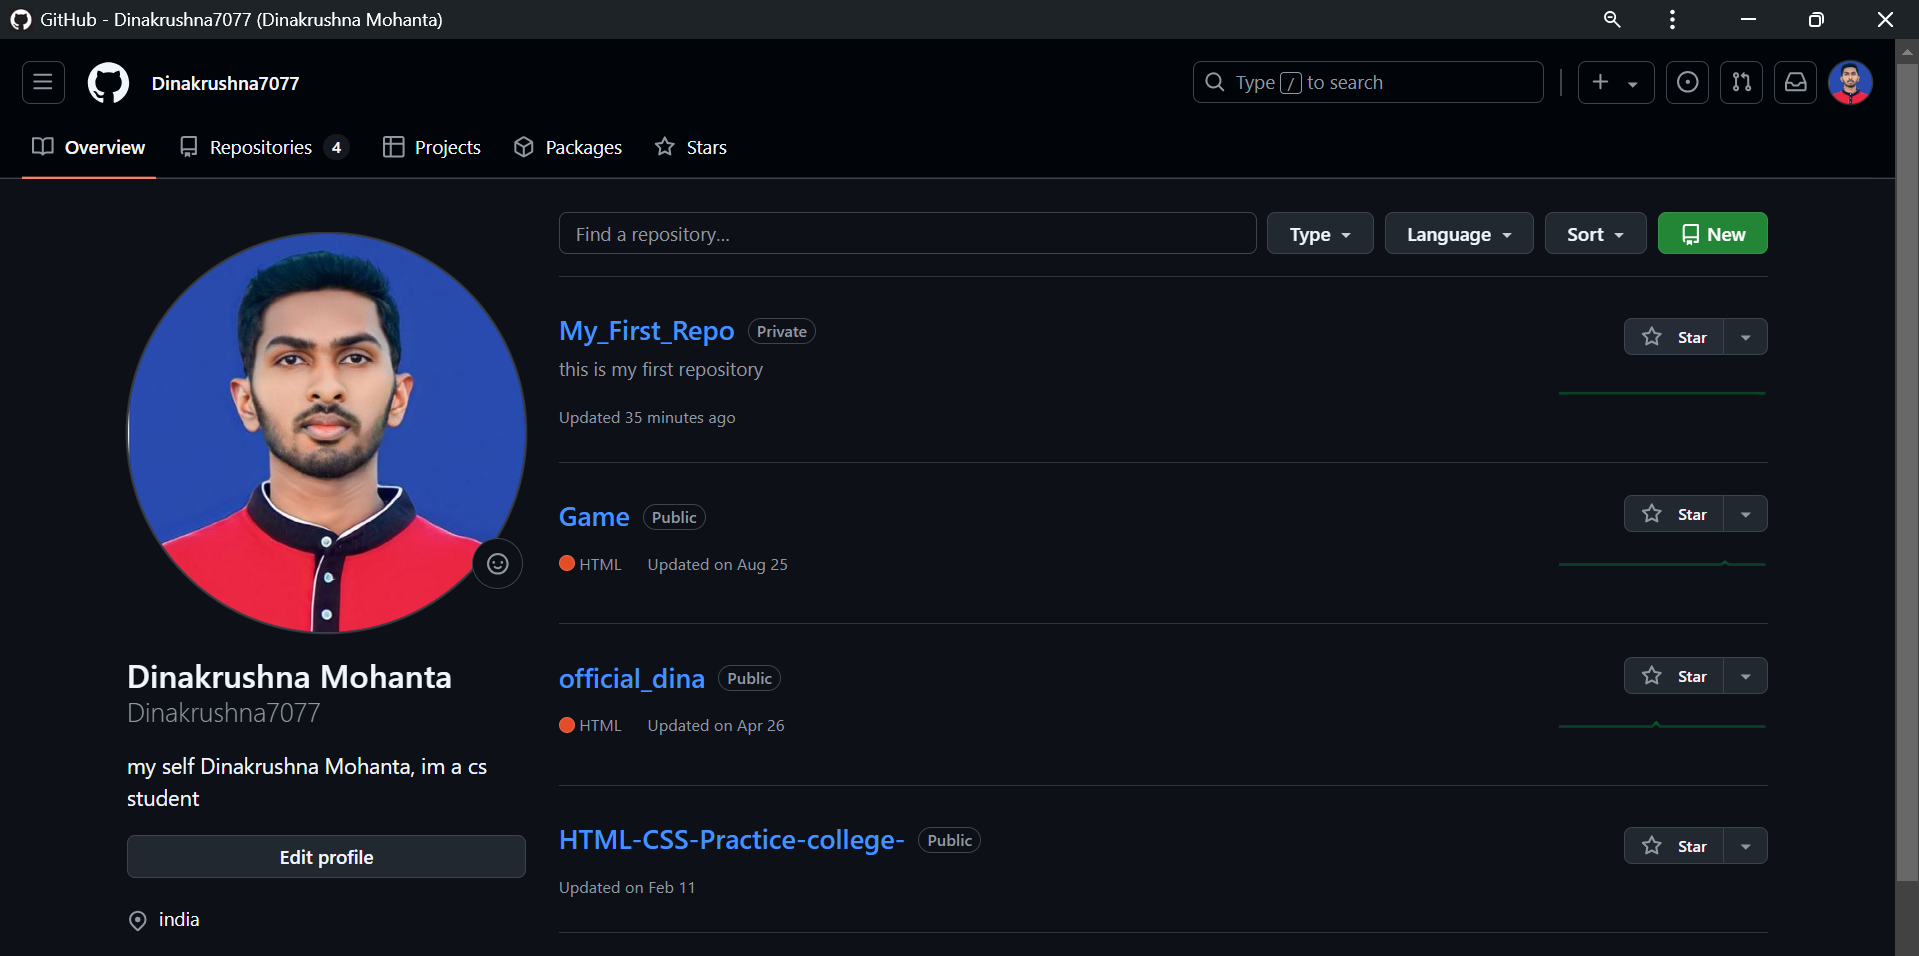 GitHub - Dinakrushna7077 (Dinakrushna Mohanta)
Dinakrushna7077
Type / to search
Overview Repositories 4 Projects Packages Stars
Find a repository... Type Language Sort New
My_First_Repo Private Star
this is my first repository
Updated 35 minutes ago
Game Public Star
HTML Updated on Aug 25
official_dina Public Star
HTML Updated on Apr 26
HTML-CSS-Practice-college- Public Star
Updated on Feb 11
Dinakrushna Mohanta
Dinakrushna7077
my self Dinakrushna Mohanta, im a cs
student
Edit profile
india